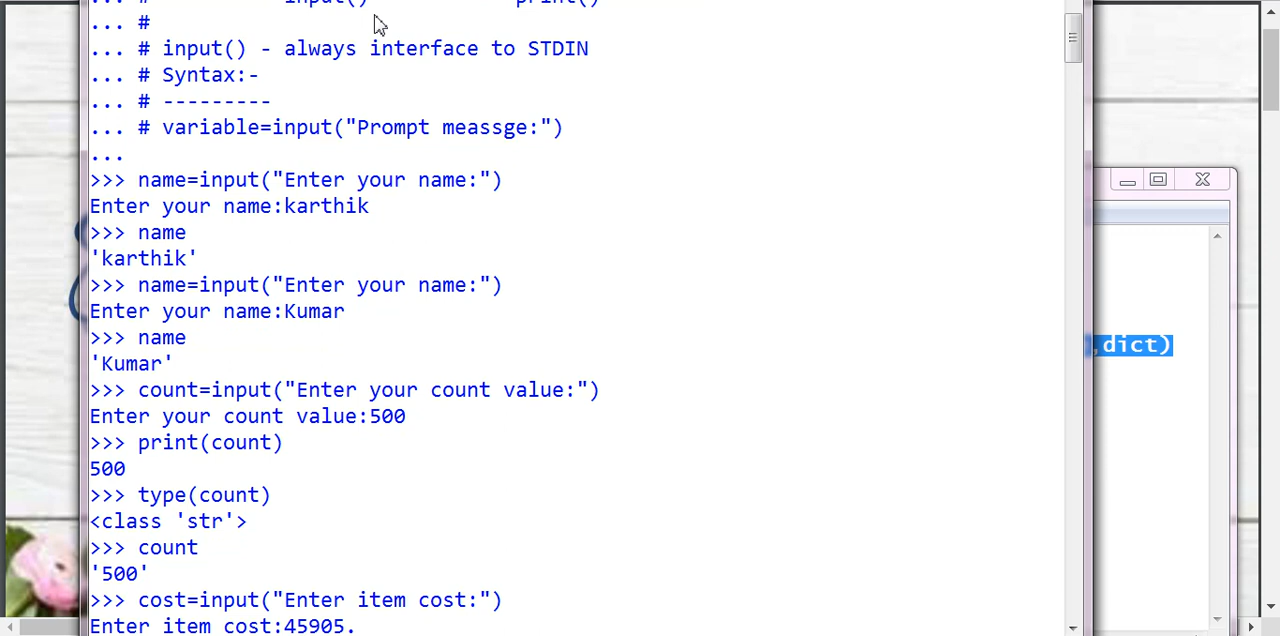 ... # input() print()
... #
... # input() - always interface to STDIN
... # Syntax:-
... # ---------
... # variable=input("Prompt meassge:")
...
>>> name=input("Enter your name:")
Enter your name:karthik
>>> name
'karthik'
>>> name=input("Enter your name:")
Enter your name:Kumar
>>> name
'Kumar'
>>> count=input("Enter your count value:")
Enter your count value:500
>>> print(count)
500
>>> type(count)
<class 'str'>
>>> count
'500'
>>> cost=input("Enter item cost:")
Enter item cost:45905.
,dict)